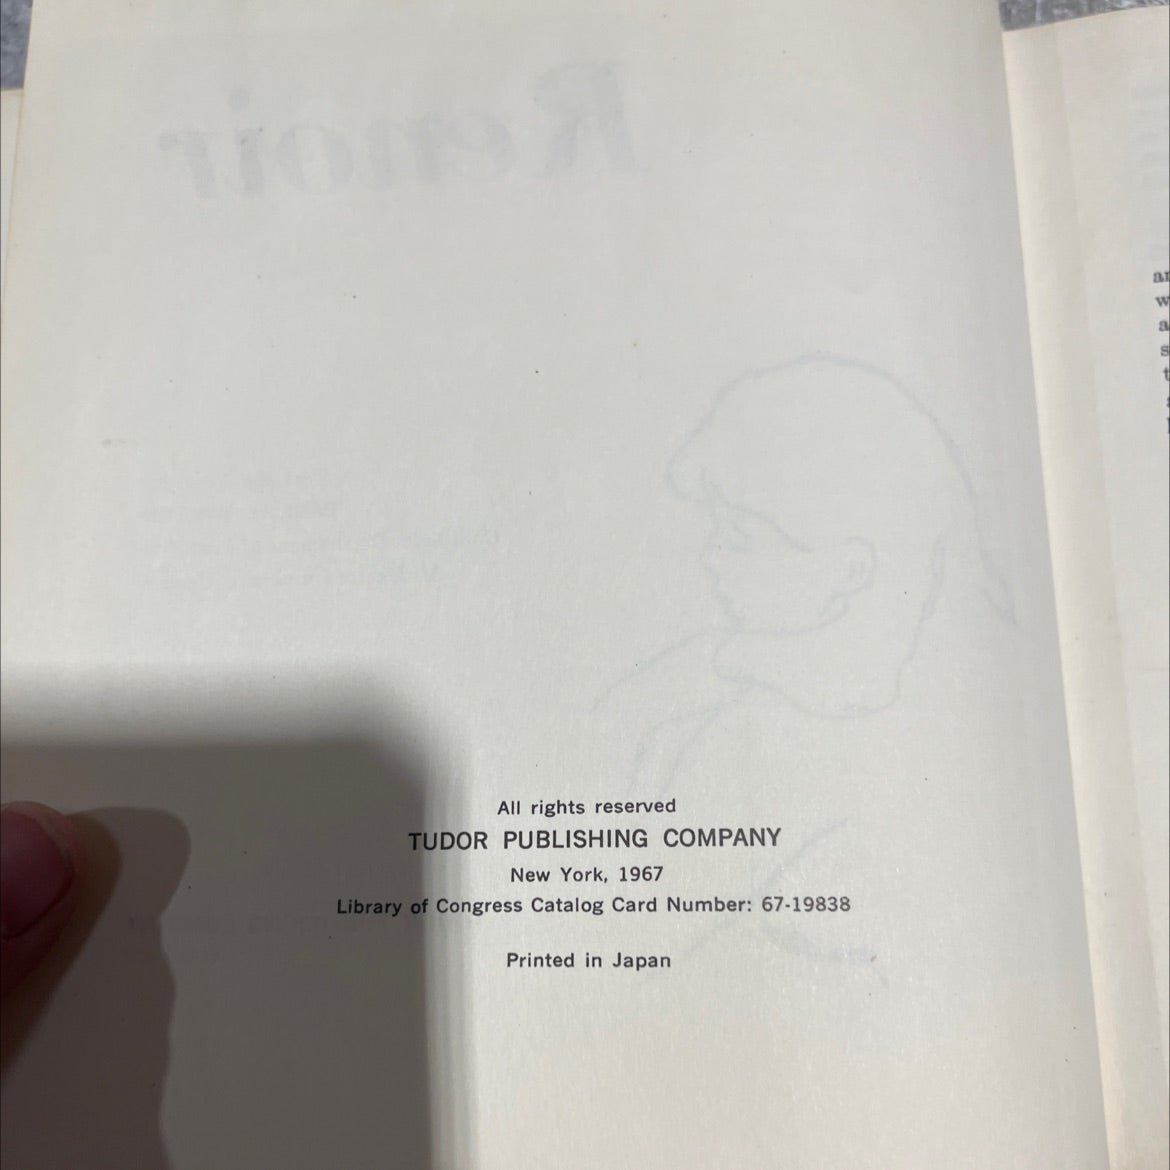 Renoir
All rights reserved
TUDOR PUBLISHING COMPANY
New York, 1967
Library of Congress Catalog Card Number: 67-19838
Printed in Japan